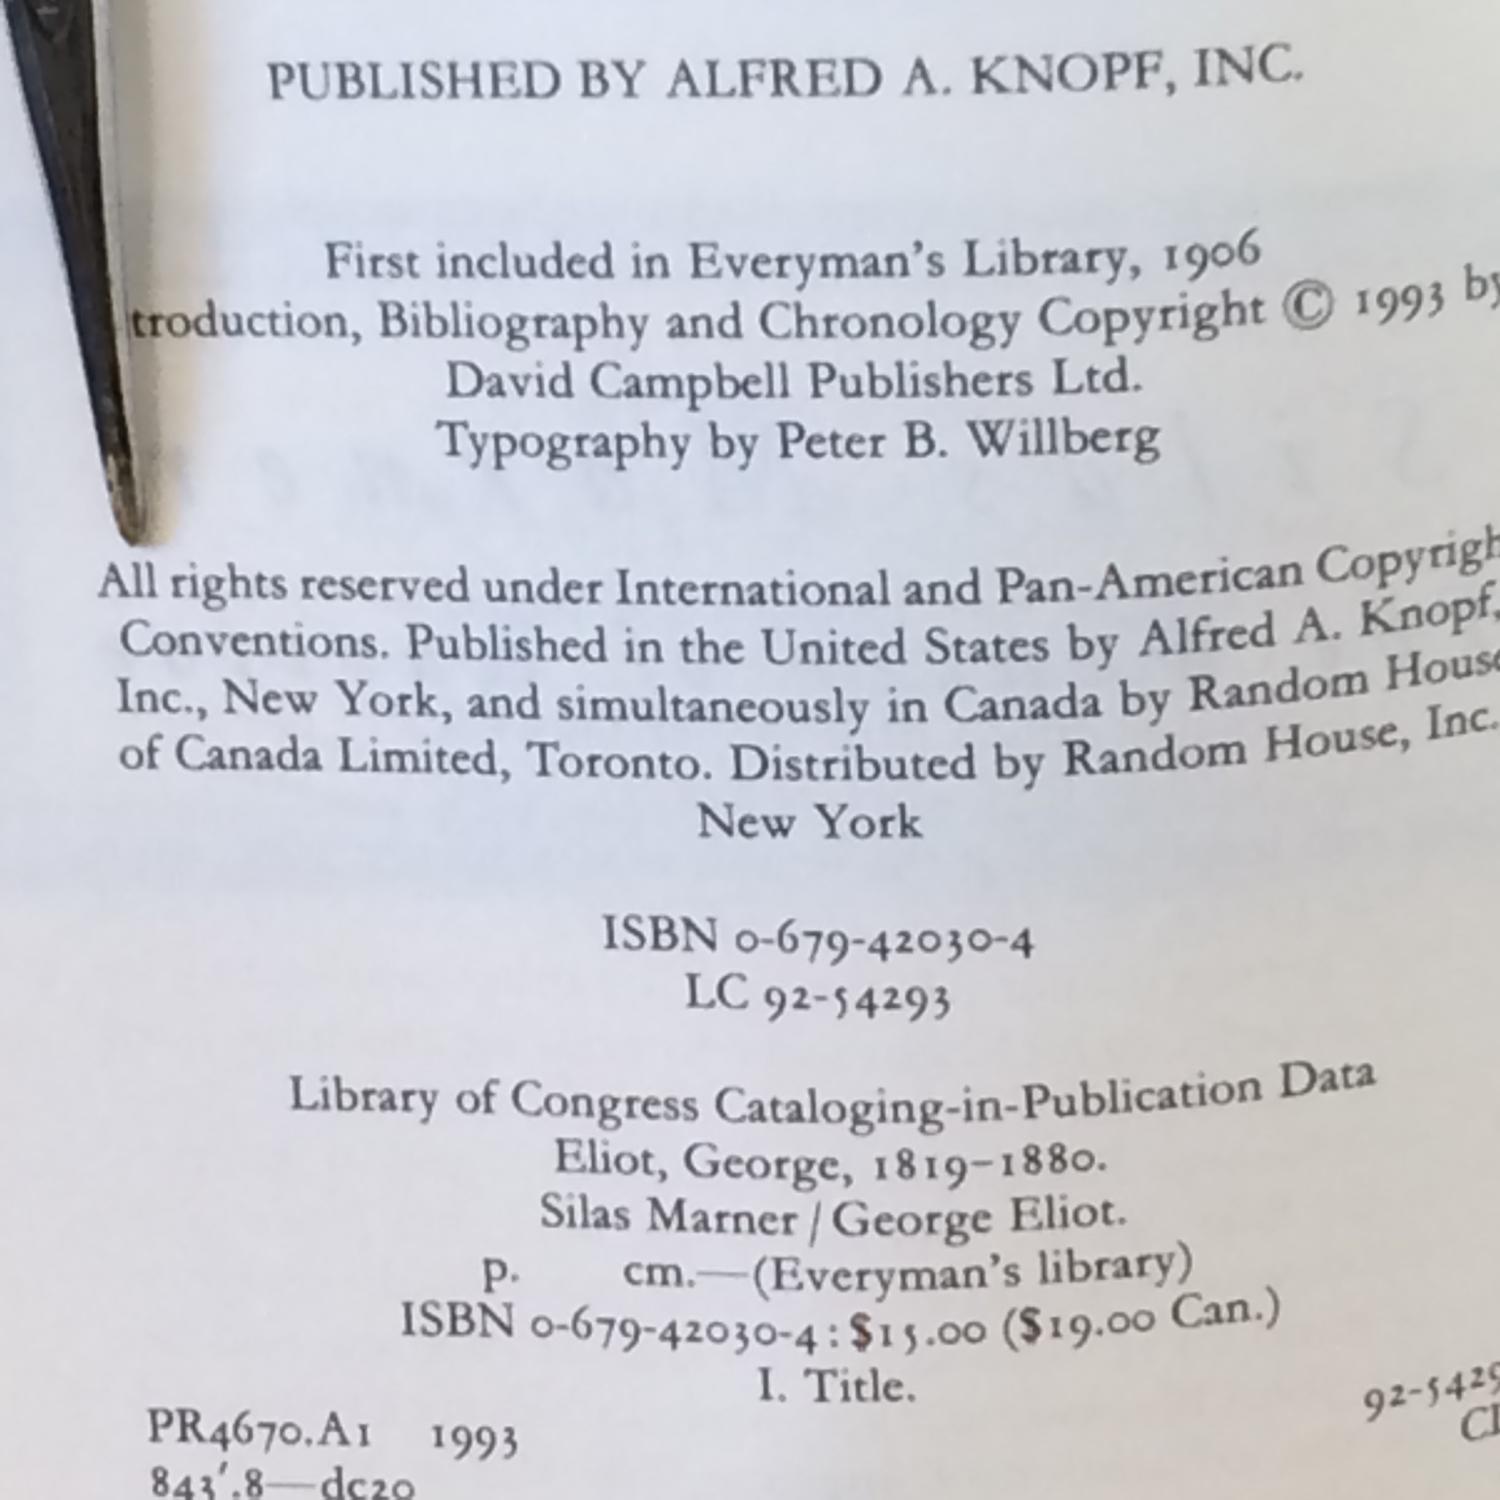 PUBLISHED BY ALFRED A. KNOPF, INC.
First included in Everyman's Library, 1906
troduction, Bibliography and Chronology Copyright © 1993 by
David Campbell Publishers Ltd.
Typography by Peter B. Willberg
All rights reserved under International and Pan-American Copyrigh
Conventions. Published in the United States by Alfred A. Knopf,
Inc., New York, and simultaneously in Canada by Random House
of Canada Limited, Toronto. Distributed by Random House, Inc.
New York
ISBN 0-679-42030-4
LC 92-54293
Library of Congress Cataloging-in-Publication Data
Eliot, George, 1819–1880.
Silas Marner / George Eliot.
p. cm.—(Everyman's library)
ISBN 0-679-42030-4 : $15.00 ($19.00 Can.)
I. Title.
PR4670.A1 1993 92-5429
843′.8—dc20 CI